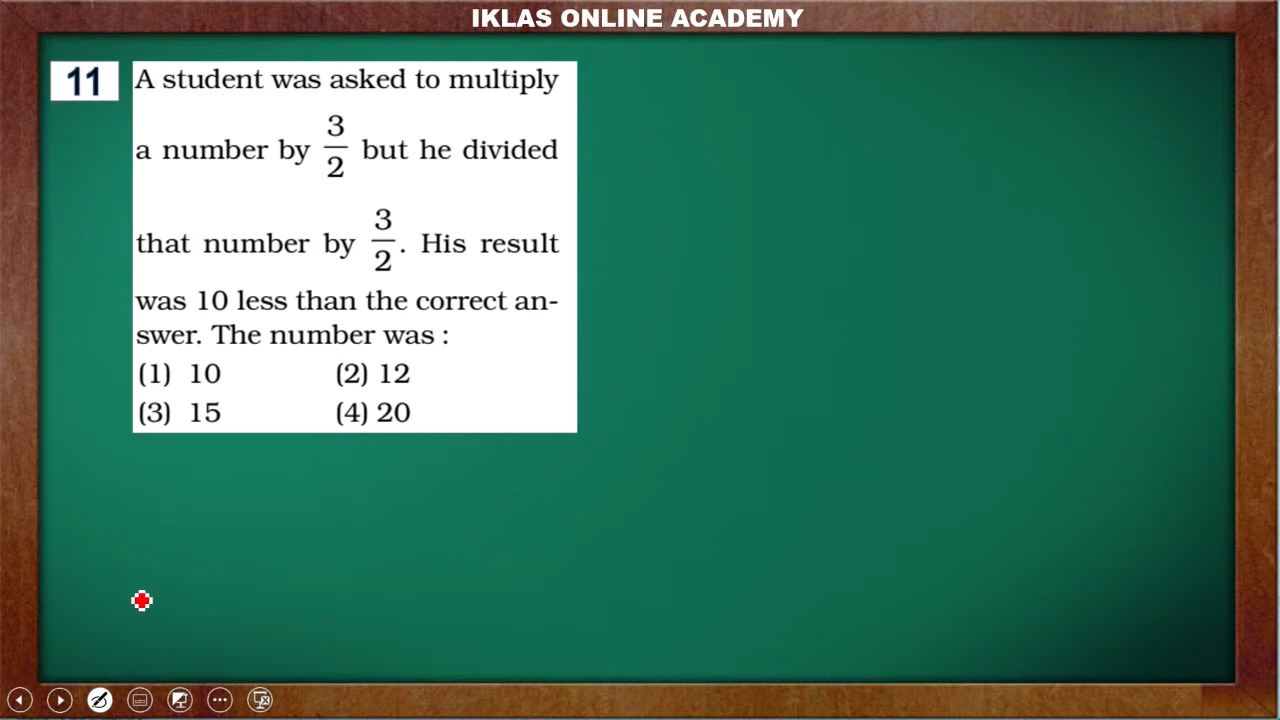 IKLAS ONLINE ACADEMY
11
A student was asked to multiply
a number by 3/2 but he divided
that number by 3/2. His result
was 10 less than the correct an-
swer. The number was :
(1) 10 (2) 12
(3) 15 (4) 20